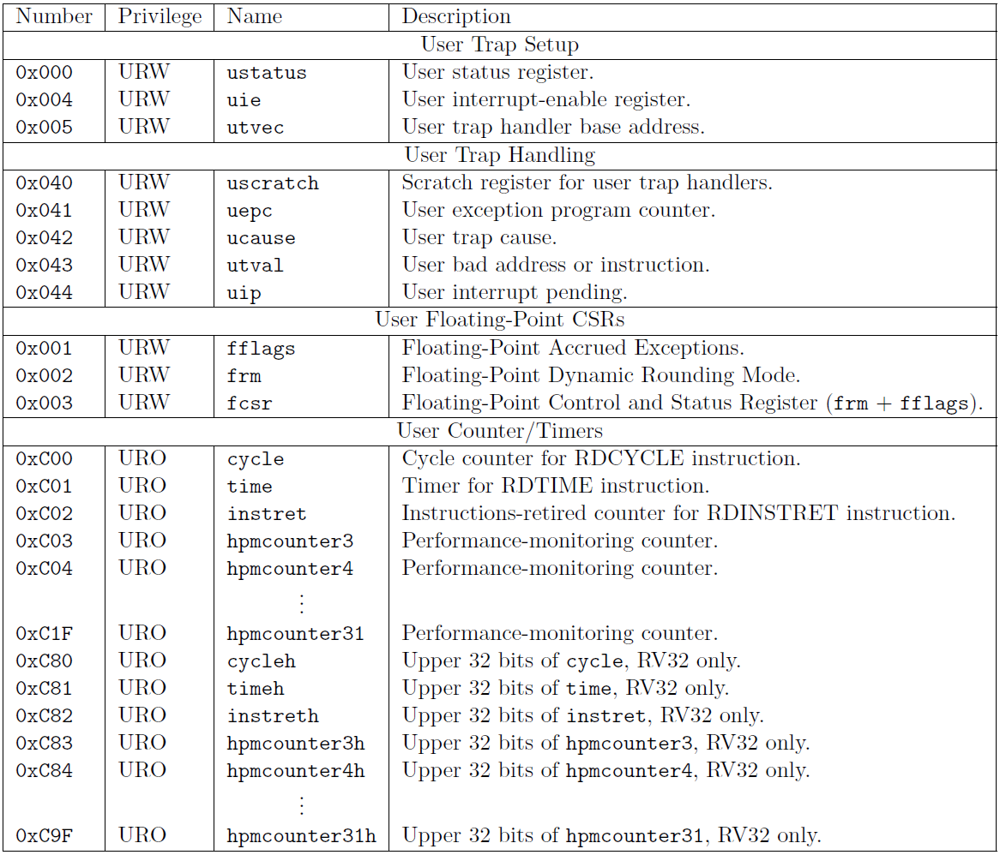 Number Privilege Name Description
User Trap Setup
0x000 URW ustatus User status register.
0x004 URW uie User interrupt-enable register.
0x005 URW utvec User trap handler base address.
User Trap Handling
0x040 URW uscratch Scratch register for user trap handlers.
0x041 URW uepc User exception program counter.
0x042 URW ucause User trap cause.
0x043 URW utval User bad address or instruction.
0x044 URW uip User interrupt pending.
User Floating-Point CSRs
0x001 URW fflags Floating-Point Accrued Exceptions.
0x002 URW frm Floating-Point Dynamic Rounding Mode.
0x003 URW fcsr Floating-Point Control and Status Register (frm + fflags).
User Counter/Timers
0xC00 URO cycle Cycle counter for RDCYCLE instruction.
0xC01 URO time Timer for RDTIME instruction.
0xC02 URO instret Instructions-retired counter for RDINSTRET instruction.
0xC03 URO hpmcounter3 Performance-monitoring counter.
0xC04 URO hpmcounter4 Performance-monitoring counter.
⋮
0xC1F URO hpmcounter31 Performance-monitoring counter.
0xC80 URO cycleh Upper 32 bits of cycle, RV32 only.
0xC81 URO timeh Upper 32 bits of time, RV32 only.
0xC82 URO instreth Upper 32 bits of instret, RV32 only.
0xC83 URO hpmcounter3h Upper 32 bits of hpmcounter3, RV32 only.
0xC84 URO hpmcounter4h Upper 32 bits of hpmcounter4, RV32 only.
⋮
0xC9F URO hpmcounter31h Upper 32 bits of hpmcounter31, RV32 only.